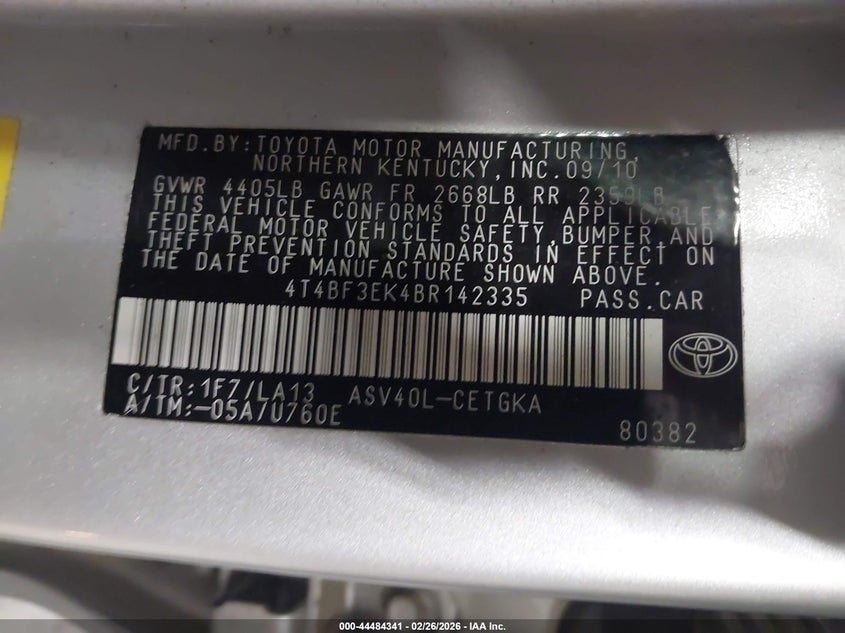 MFD.BY:TOYOTA MOTOR MANUFACTURING,
NORTHERN KENTUCKY,INC.09/10
GVWR 4405LB GAWR FR 2668LB RR 2359LB
THIS VEHICLE CONFORMS TO ALL APPLICABLE
FEDERAL MOTOR VEHICLE SAFETY,BUMPER,AND
THEFT PREVENTION STANDARDS IN EFFECT ON
THE DATE OF MANUFACTURE SHOWN ABOVE.
4T4BF3EK4BR142335 PASS.CAR
C/TR:1F7/LA13 ASV40L-CETGKA
A/TM:-05A/U760E
80382
000-44484341 | 02/26/2026 | IAA Inc.